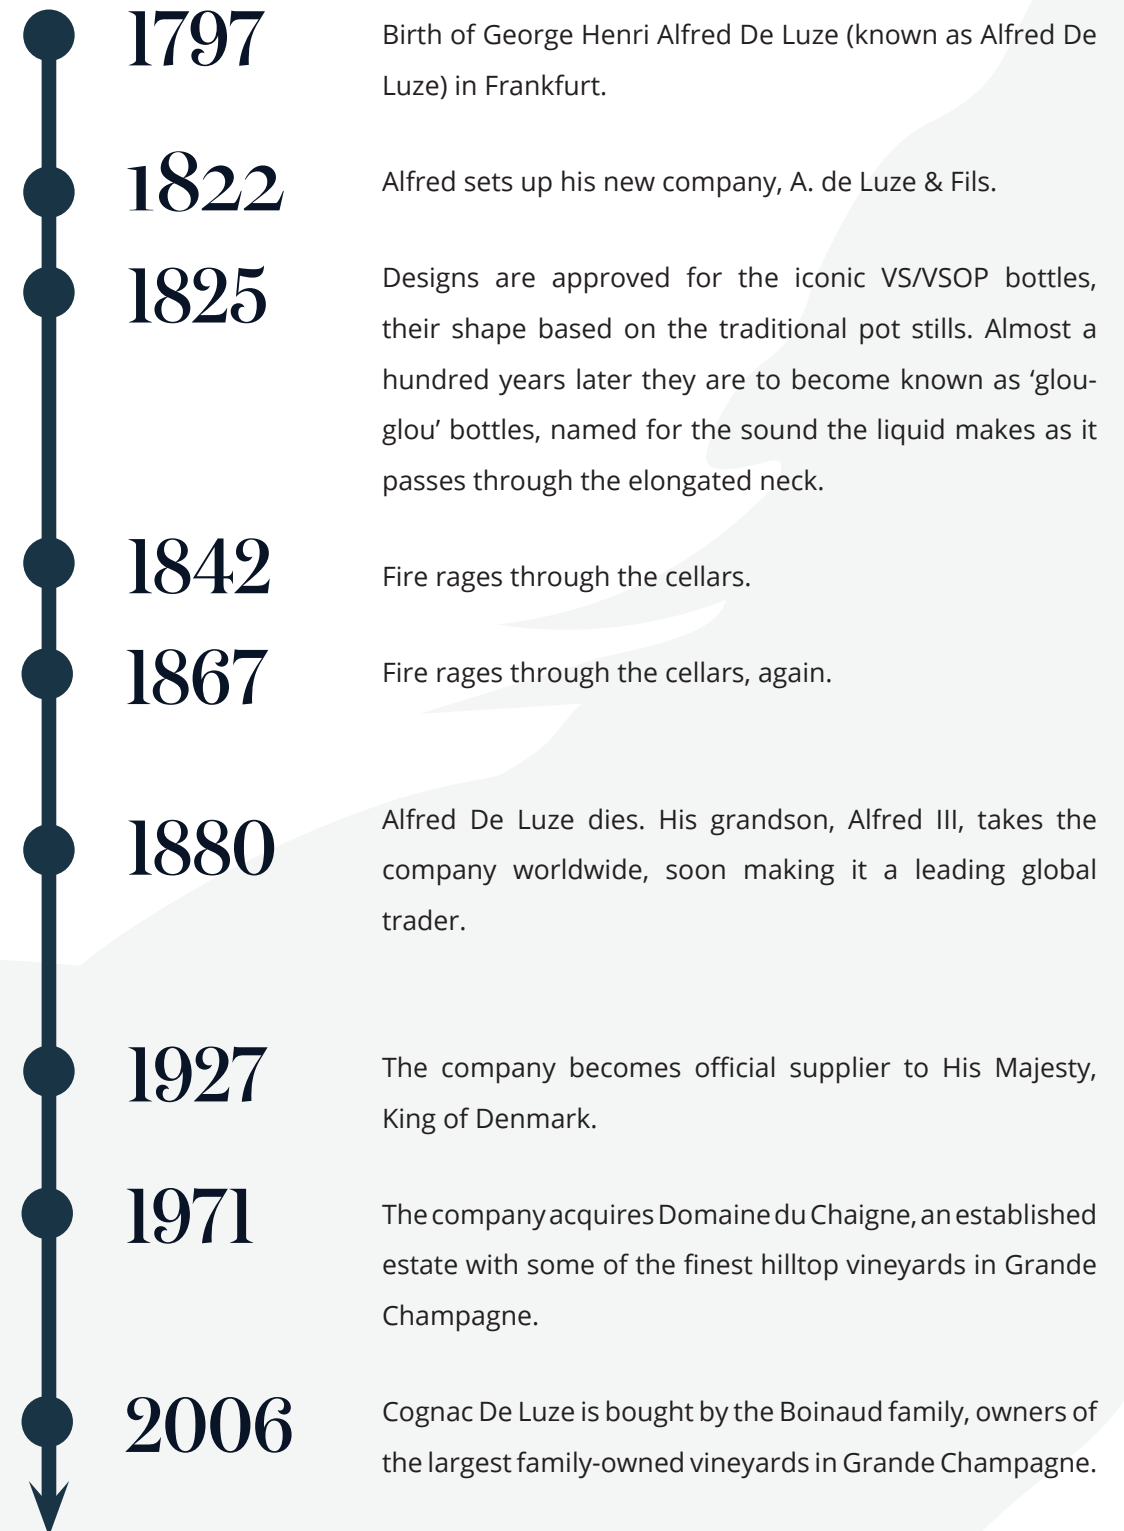 1797
Birth of George Henri Alfred De Luze (known as Alfred De
Luze) in Frankfurt.
1822
Alfred sets up his new company, A. de Luze & Fils.
1825
Designs are approved for the iconic VS/VSOP bottles,
their shape based on the traditional pot stills. Almost a
hundred years later they are to become known as ‘glou-
glou’ bottles, named for the sound the liquid makes as it
passes through the elongated neck.
1842
Fire rages through the cellars.
1867
Fire rages through the cellars, again.
1880
Alfred De Luze dies. His grandson, Alfred III, takes the
company worldwide, soon making it a leading global
trader.
1927
The company becomes official supplier to His Majesty,
King of Denmark.
1971
The company acquires Domaine du Chaigne, an established
estate with some of the finest hilltop vineyards in Grande
Champagne.
2006
Cognac De Luze is bought by the Boinaud family, owners of
the largest family-owned vineyards in Grande Champagne.